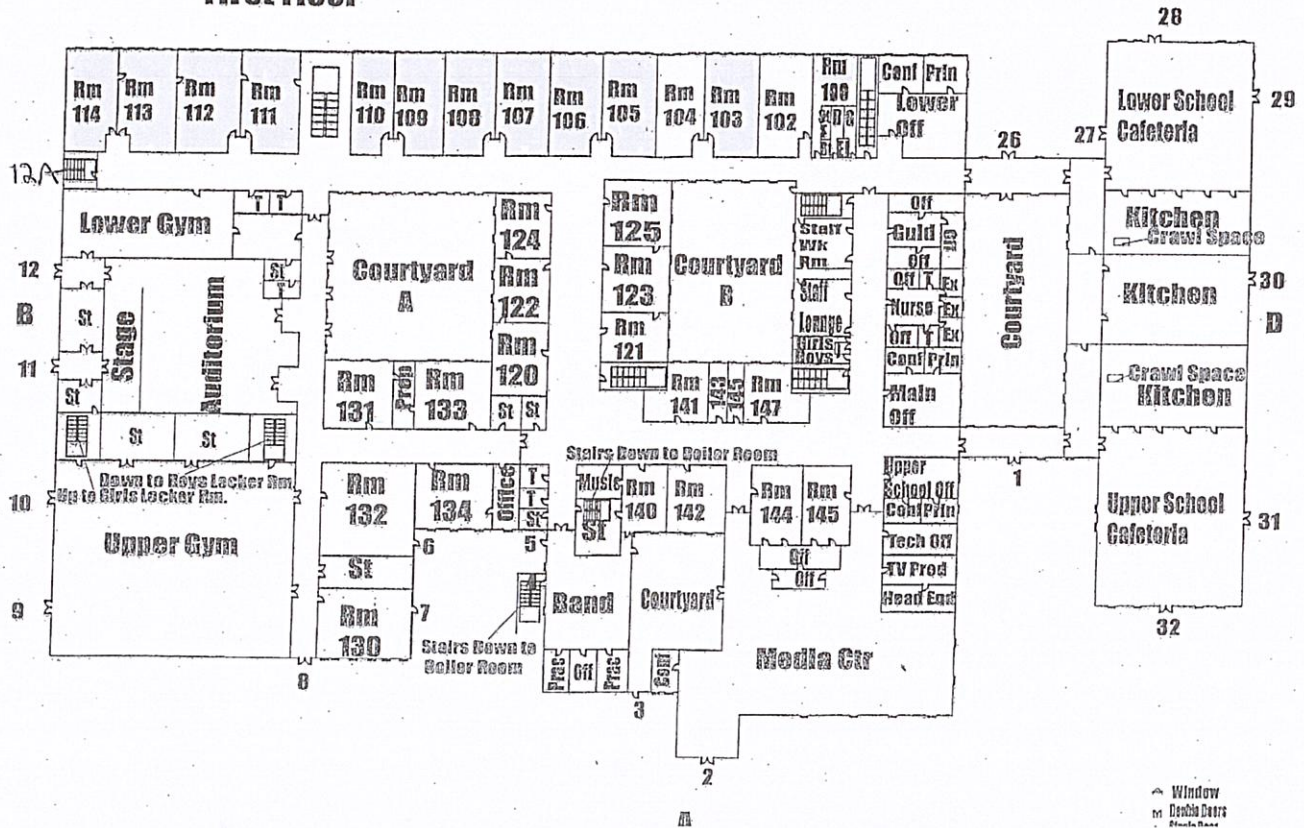 First Floor
28
Rm 114
Rm 113
Rm 112
Rm 111
Rm 110
Rm 109
Rm 108
Rm 107
Rm 106
Rm 105
Rm 104
Rm 103
Rm 102
Rm
Conf
Prin
Lower Off
Lower School
Cafeteria
29
27
26
12A
Lower Gym
T
T
Courtyard
A
Rm 124
Rm 122
Rm 120
St
St
Rm 125
Rm 123
Rm 121
Courtyard
B
Staff
Wk
Rm
Staff
Lounge
Girls
Boys
Off
Guid
Off
Off
Off
T
Ex
Nurse
Ex
Off
T
Ex
Conf
Prin
Main
Off
Courtyard
Kitchen
Crawl Space
Kitchen
30
D
Crawl Space
Kitchen
12
B
11
St
St
Stage
Auditorium
St
T
St
St
Down to Boys Locker Rm.
Up to Girls Locker Rm.
Rm 131
Prep
Rm 133
Rm 141
143
145
Rm 147
Stairs Down to Boiler Room
10
Upper Gym
9
Rm 132
Rm 134
Office
T
T
St
Music
St
Rm 140
Rm 142
Rm 144
Rm 145
Off
Off
Upper
School Off
Conf
Prin
Tech Off
TV Prod
Head End
1
Upper School
Cafeteria
31
32
6
5
St
Rm 130
7
8
Stairs Down to
Boiler Room
Band
Courtyard
Prac
Off
Prac
Conf
Media Ctr
3
2
A
Window
Double Doors